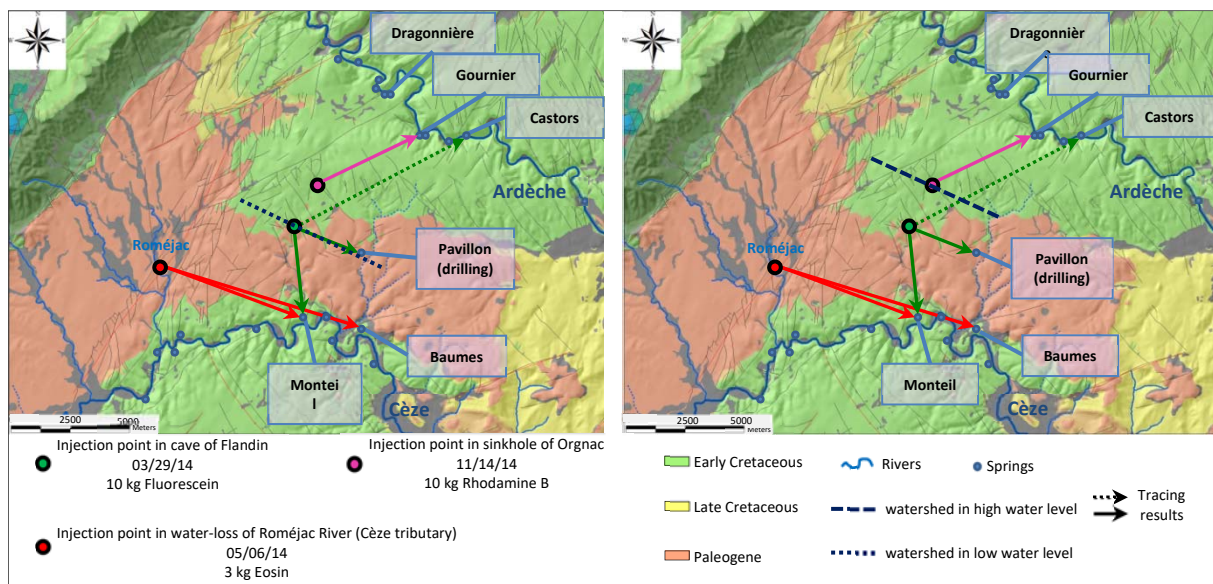 Dragonnière
Gournier
Castors
Ardèche
Roméjac
Pavillon
(drilling)
Baumes
Montei
l
Cèze
2500
5000
Meters
Dragonnièr
Gournier
Castors
Ardèche
Roméjac
Pavillon
(drilling)
Baumes
Monteil
Cèze
2500
5000
Meters
Injection point in cave of Flandin
03/29/14
10 kg Fluorescein
Injection point in sinkhole of Orgnac
11/14/14
10 kg Rhodamine B
Injection point in water-loss of Roméjac River (Cèze tributary)
05/06/14
3 kg Eosin
Early Cretaceous
Rivers
Springs
Late Cretaceous
watershed in high water level
Tracing
results
Paleogene
watershed in low water level